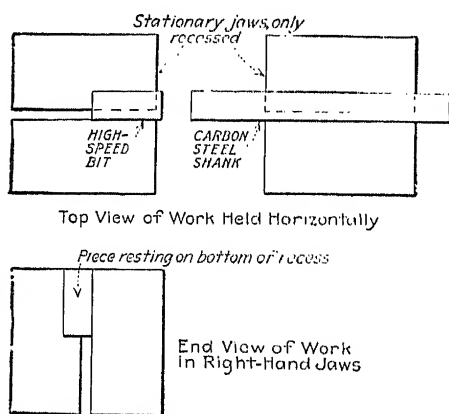 Stationary jaws, only
recessed
HIGH-
SPEED
BIT
CARBON
STEEL
SHANK
Top View of Work Held Horizontally
Piece resting on bottom of recess
End View of Work
in Right-Hand Jaws